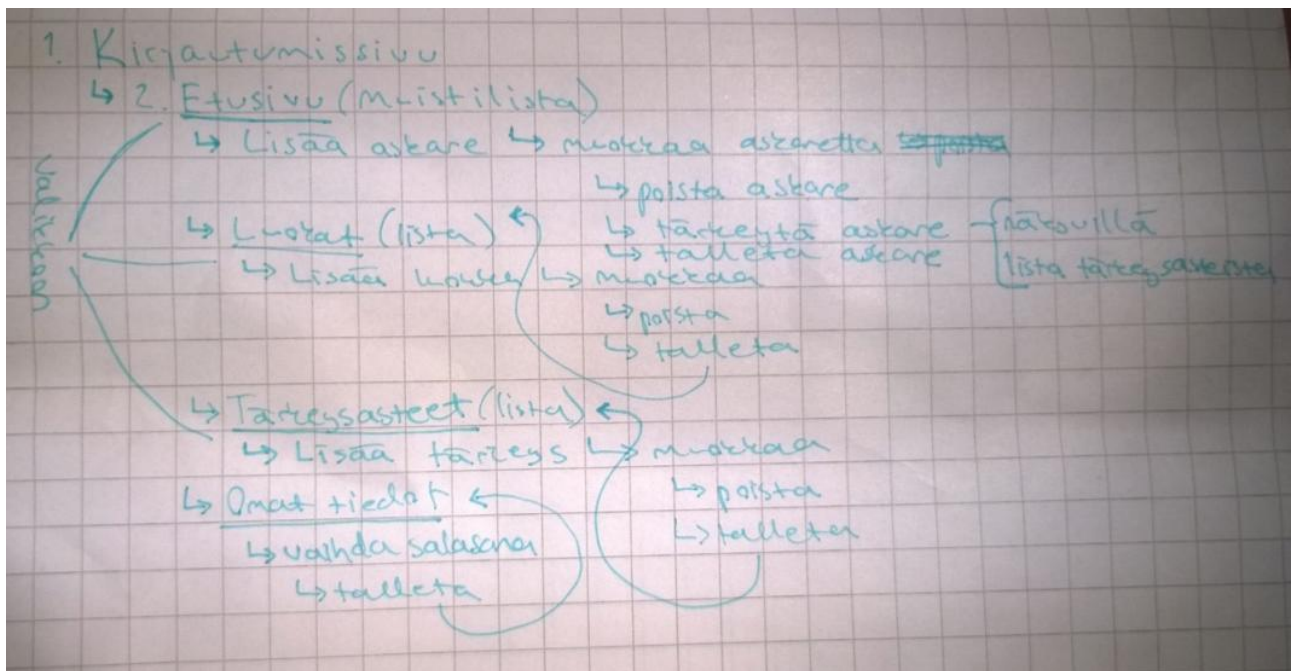 1. Kirjautumissivu
↳ 2. Etusivu (muistilista)
↳ Lisää askare ↳ muokkaa askaretta
↳ poista askare
↳ tärkeytä askare näkyvillä
↳ talleta askare lista tärkeysasteista
↳ Luokat (lista)
↳ Lisää luokka ↳ muokkaa
↳ poista
↳ talleta
↳ Tärkeysasteet (lista)
↳ Lisää tärkeys ↳ muokkaa
↳ Omat tiedot ↳ poista
↳ vaihda salasana ↳ talleta
↳ talleta
Valikkoon